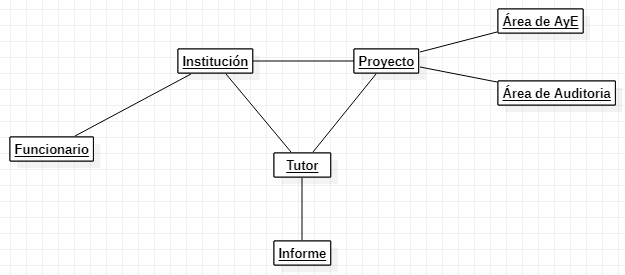 Área de AyE
Institución
Proyecto
Área de Auditoria
Funcionario
Tutor
Informe